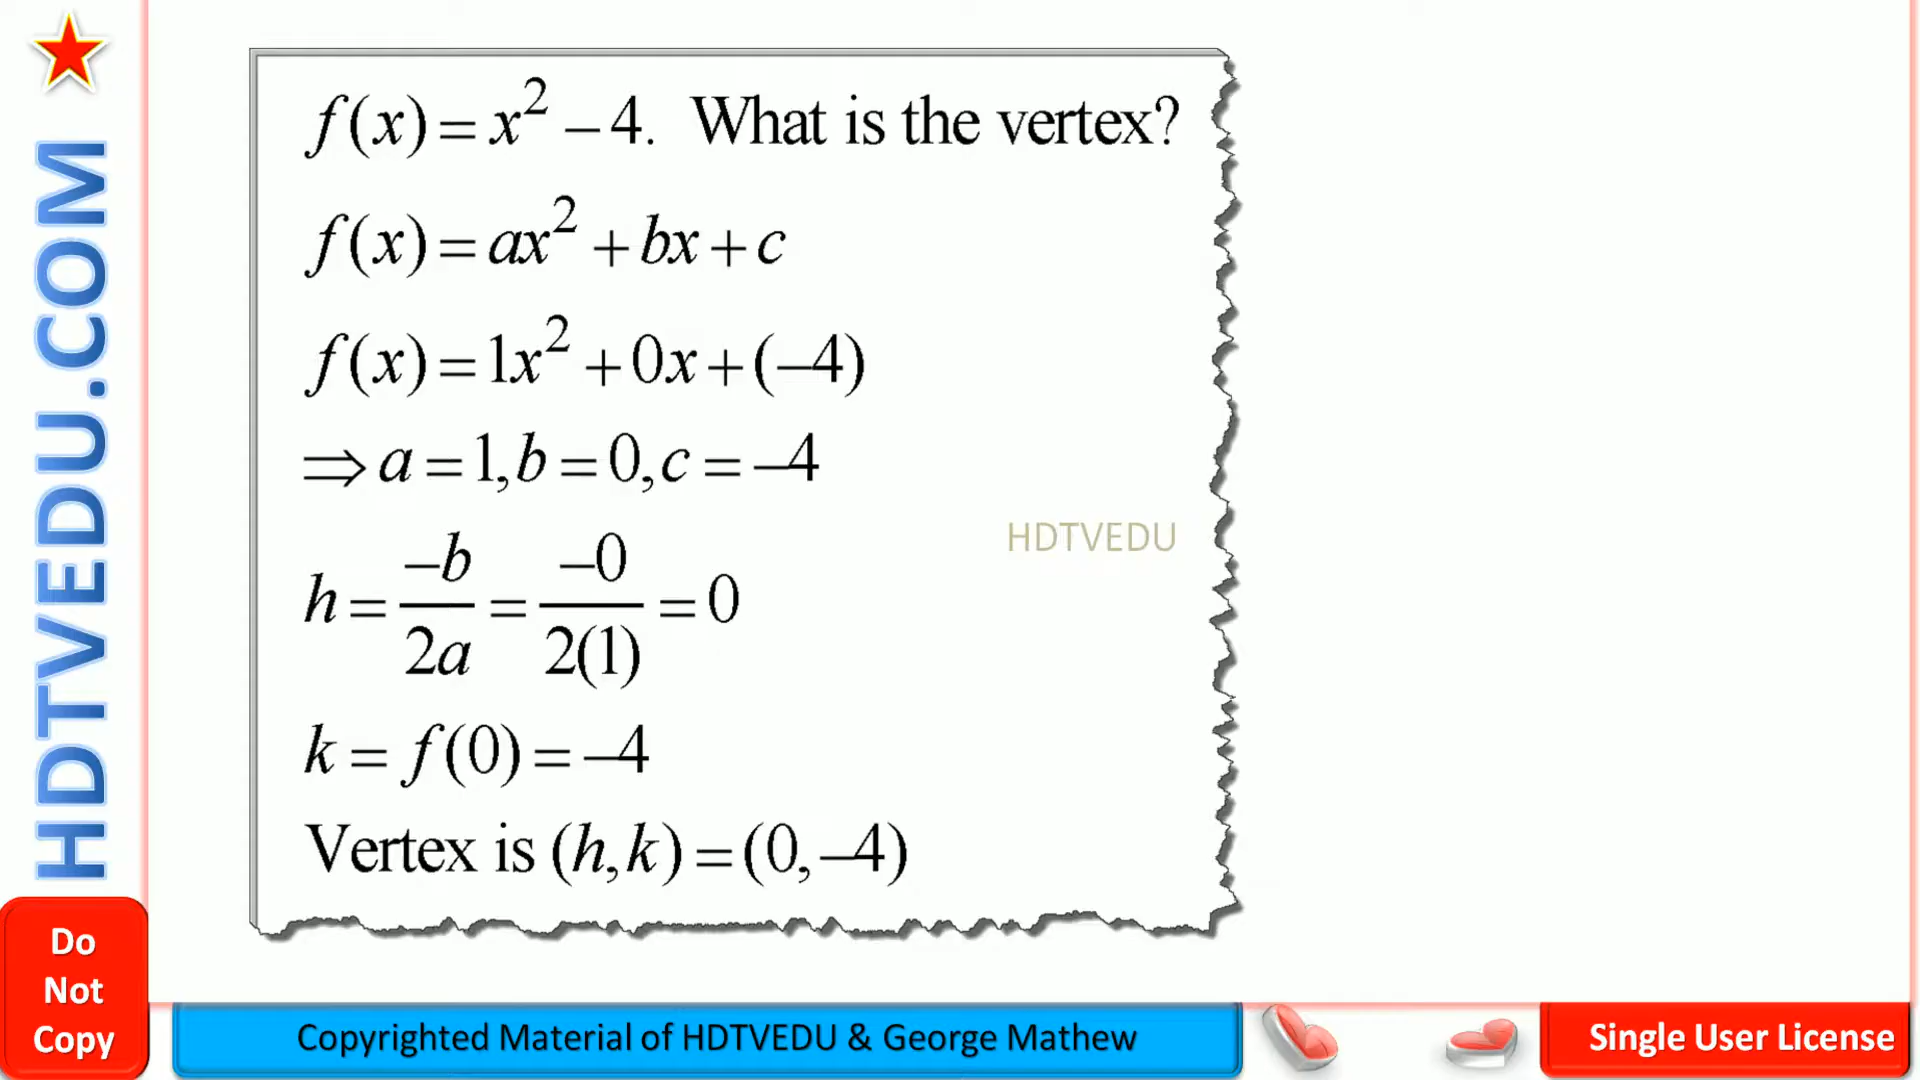 HDTVEDU.COM
f(x) = x² – 4. What is the vertex?
f(x) = ax² + bx + c
f(x) = 1x² + 0x + (–4)
⇒ a = 1, b = 0, c = –4
h = –b/2a = –0/2(1) = 0
HDTVEDU
k = f(0) = –4
Vertex is (h, k) = (0, –4)
Do
Not
Copy
Copyrighted Material of HDTVEDU & George Mathew
Single User License